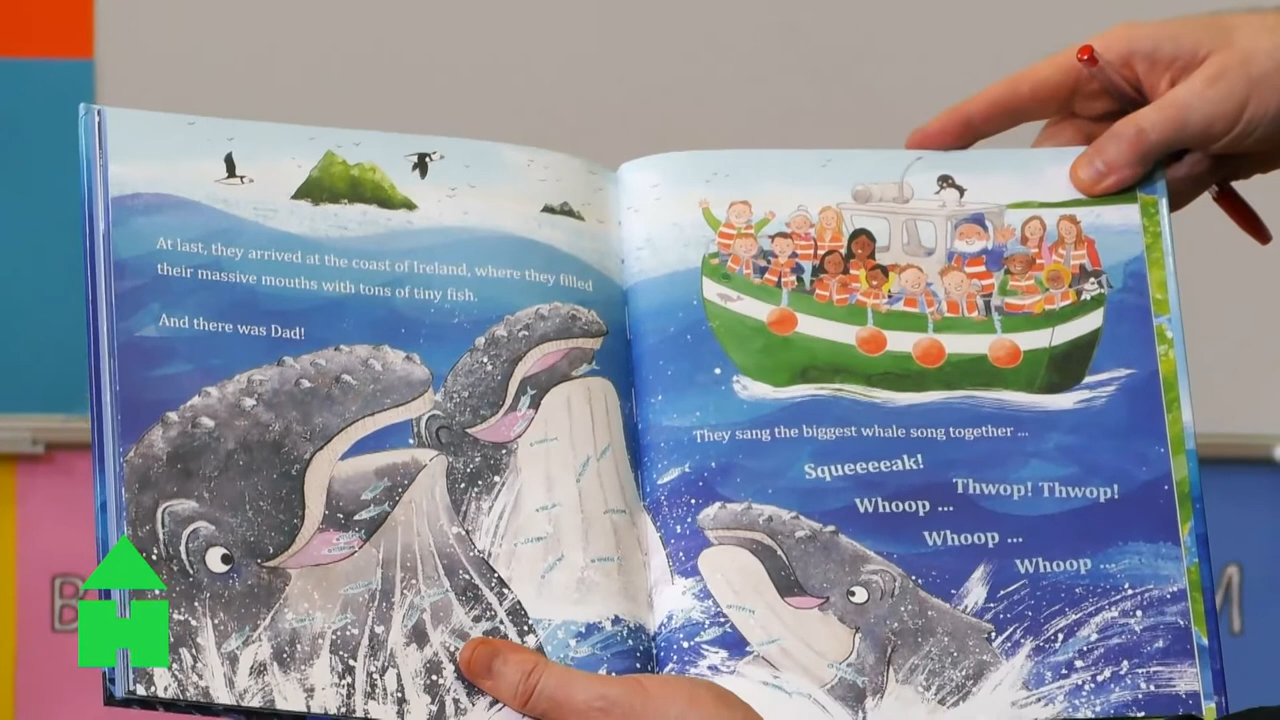 At last, they arrived at the coast of Ireland, where they filled
their massive mouths with tons of tiny fish.
And there was Dad!
They sang the biggest whale song together ...
Squeeeeeak!
Thwop! Thwop!
Whoop ...
Whoop ...
Whoop ...
B
M
H